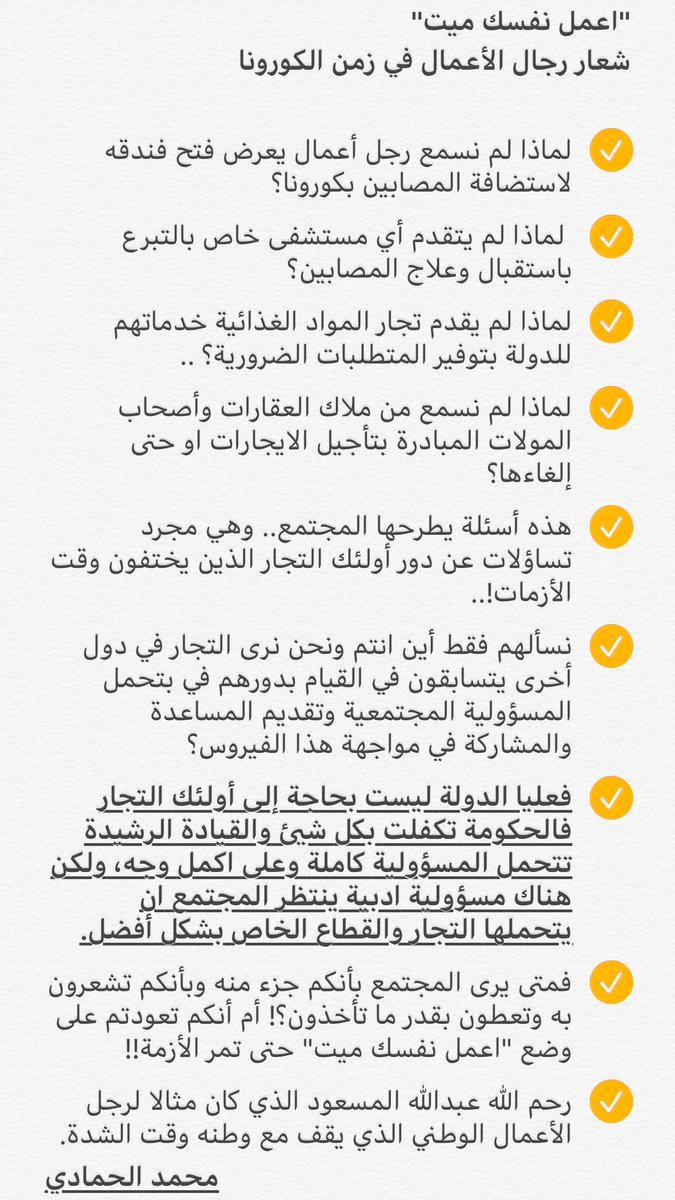 "اعمل نفسك ميت"
شعار رجال الأعمال في زمن الكورونا
لماذا لم نسمع رجل أعمال يعرض فتح فندقه
لاستضافة المصابين بكورونا؟
لماذا لم يتقدم أي مستشفى خاص بالتبرع
باستقبال وعلاج المصابين؟
لماذا لم يقدم تجار المواد الغذائية خدماتهم
للدولة بتوفير المتطلبات الضرورية؟ ..
لماذا لم نسمع من ملاك العقارات وأصحاب
المولات المبادرة بتأجيل الايجارات او حتى
إلغاءها؟
هذه أسئلة يطرحها المجتمع.. وهي مجرد
تساؤلات عن دور أولئك التجار الذين يختفون وقت
الأزمات!..
نسألهم فقط أين انتم ونحن نرى التجار في دول
أخرى يتسابقون في القيام بدورهم في بتحمل
المسؤولية المجتمعية وتقديم المساعدة
والمشاركة في مواجهة هذا الفيروس؟
فعليا الدولة ليست بحاجة إلى أولئك التجار
فالحكومة تكفلت بكل شيئ والقيادة الرشيدة
تتحمل المسؤولية كاملة وعلى اكمل وجه، ولكن
هناك مسؤولية ادبية ينتظر المجتمع ان
يتحملها التجار والقطاع الخاص بشكل أفضل.
فمتى يرى المجتمع بأنكم جزء منه وبأنكم تشعرون
به وتعطون بقدر ما تأخذون؟! أم أنكم تعودتم على
وضع "اعمل نفسك ميت" حتى تمر الأزمة!!
رحم الله عبدالله المسعود الذي كان مثالا لرجل
الأعمال الوطني الذي يقف مع وطنه وقت الشدة.
محمد الحمادي